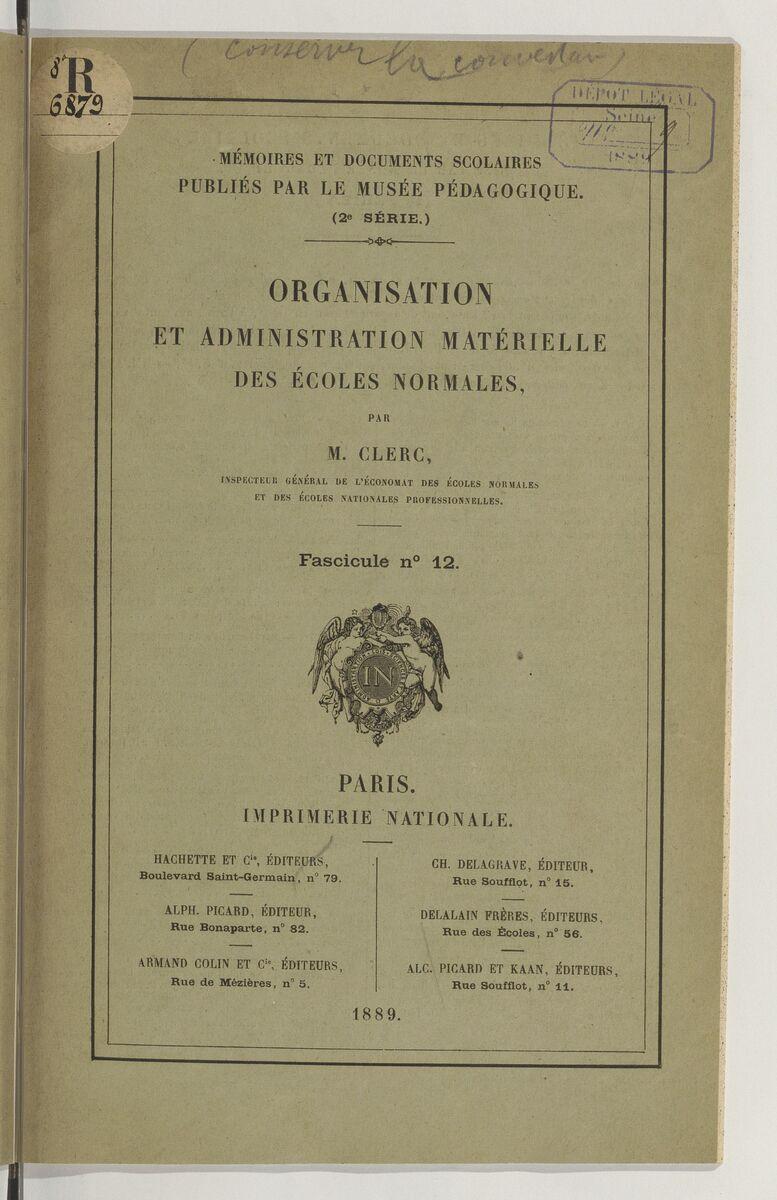 (conserver la couverture)
8° R
6879
DÉPOT LÉGAL
Seine
1889
MÉMOIRES ET DOCUMENTS SCOLAIRES
PUBLIÉS PAR LE MUSÉE PÉDAGOGIQUE.
(2e SÉRIE.)
ORGANISATION
ET ADMINISTRATION MATÉRIELLE
DES ÉCOLES NORMALES,
PAR
M. CLERC,
INSPECTEUR GÉNÉRAL DE L'ÉCONOMAT DES ÉCOLES NORMALES
ET DES ÉCOLES NATIONALES PROFESSIONNELLES.
Fascicule n° 12.
IN
PARIS.
IMPRIMERIE NATIONALE.
HACHETTE ET Cie, ÉDITEURS,
Boulevard Saint-Germain, n° 79.
ALPH. PICARD, ÉDITEUR,
Rue Bonaparte, n° 82.
ARMAND COLIN ET Cie, ÉDITEURS,
Rue de Mézières, n° 5.
CH. DELAGRAVE, ÉDITEUR,
Rue Soufflot, n° 15.
DELALAIN FRÈRES, ÉDITEURS,
Rue des Écoles, n° 56.
ALC. PICARD ET KAAN, ÉDITEURS,
Rue Soufflot, n° 11.
1889.